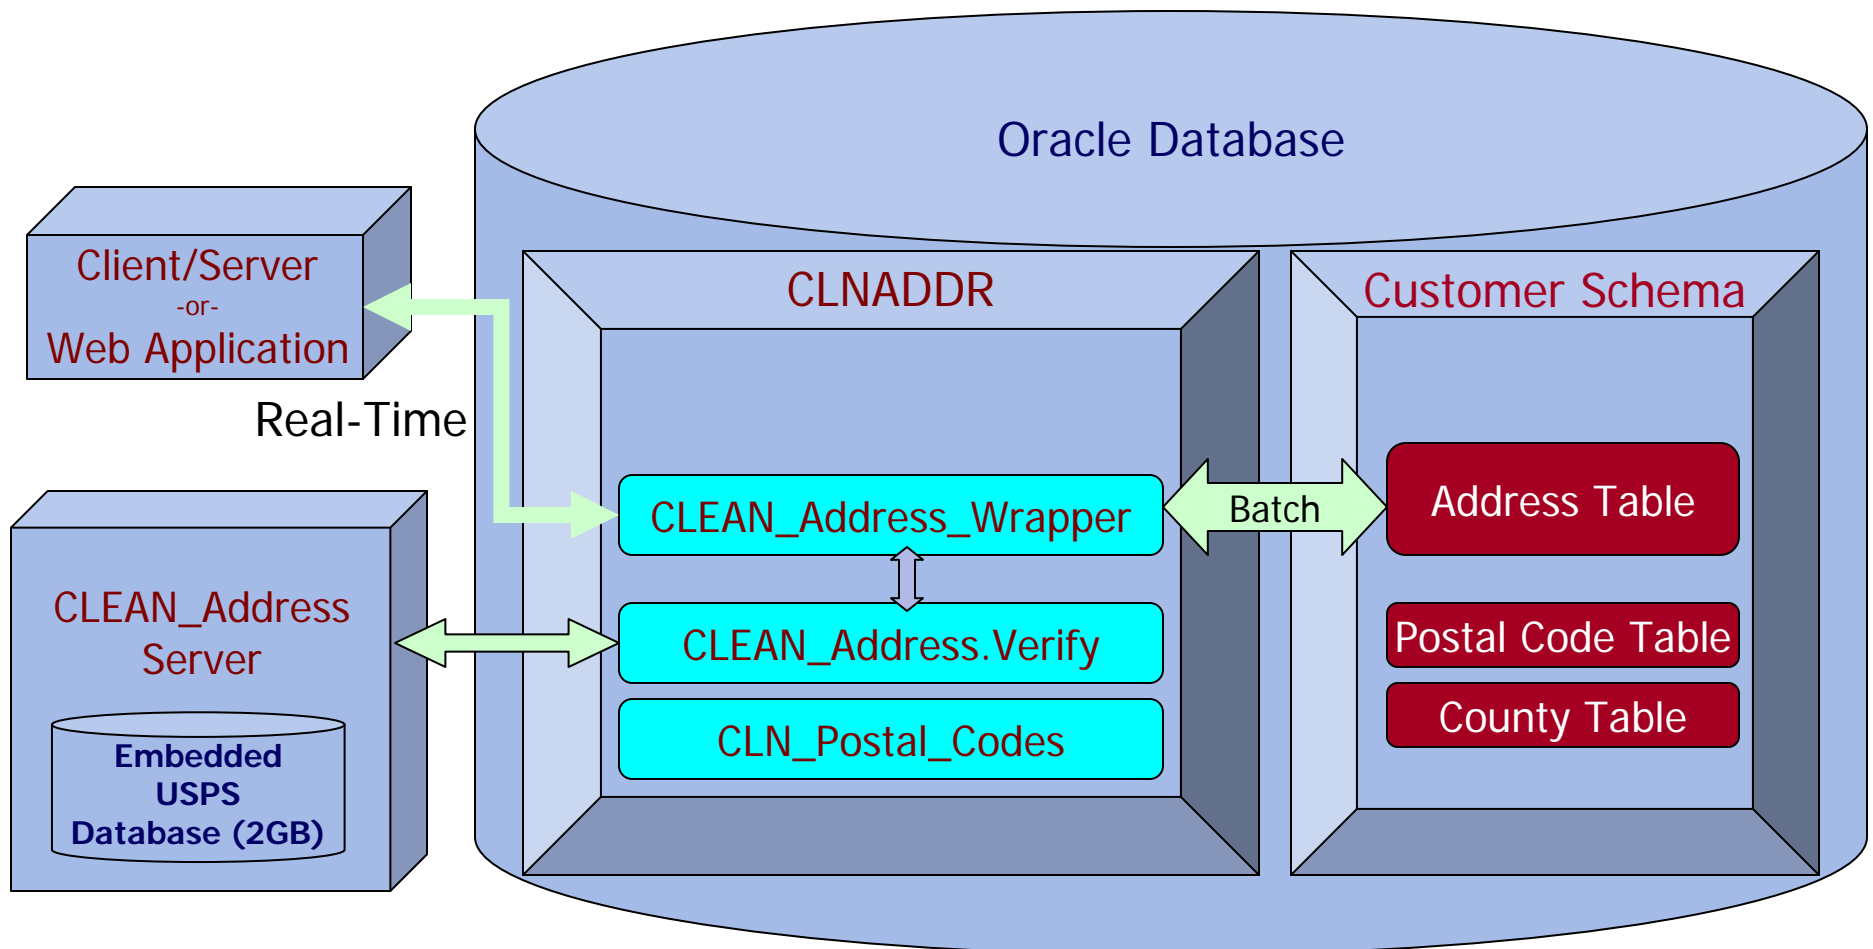 Oracle Database
Client/Server
-or-
Web Application
Real-Time
CLEAN_Address
Server
Embedded
USPS
Database (2GB)
CLNADDR
CLEAN_Address_Wrapper
CLEAN_Address.Verify
CLN_Postal_Codes
Batch
Customer Schema
Address Table
Postal Code Table
County Table